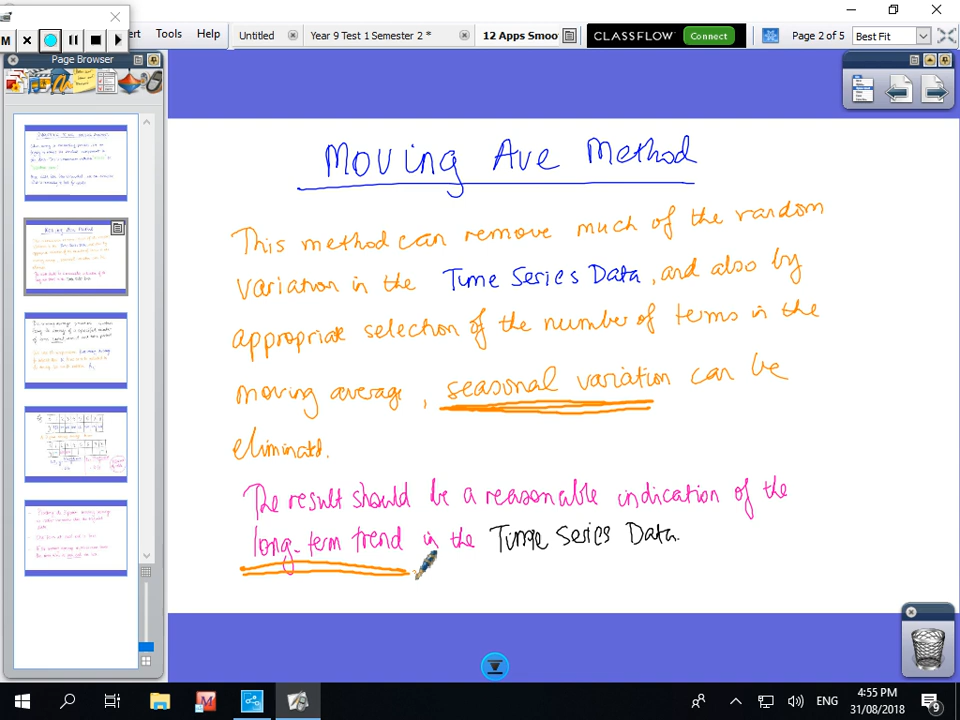 M
Tools
Help
Untitled
Year 9 Test 1 Semester 2 *
12 Apps Smoo
CLASSFLOW
Connect
Page 2 of 5
Best Fit
Page Browser
Moving Ave Method
This method can remove much of the random
variation in the Time Series Data, and also by
appropriate selection of the number of terms in the
moving average, seasonal variation can be
eliminated.
The result should be a reasonable indication of the
long-term trend in the Time Series Data.
ENG
4:55 PM
31/08/2018
9